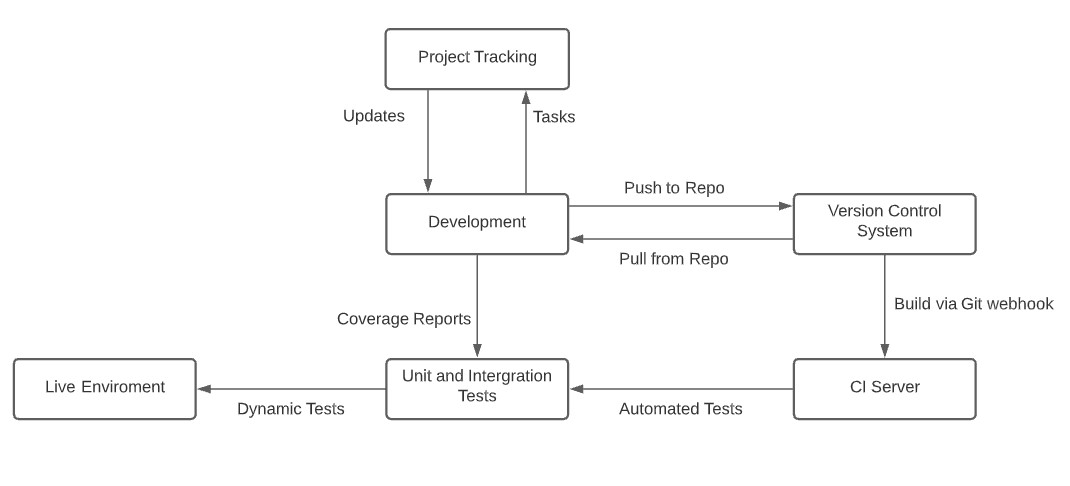 Project Tracking
Updates
Tasks
Push to Repo
Development
Version Control
System
Pull from Repo
Build via Git webhook
Coverage Reports
Live Enviroment
Unit and Intergration
Tests
CI Server
Dynamic Tests
Automated Tests